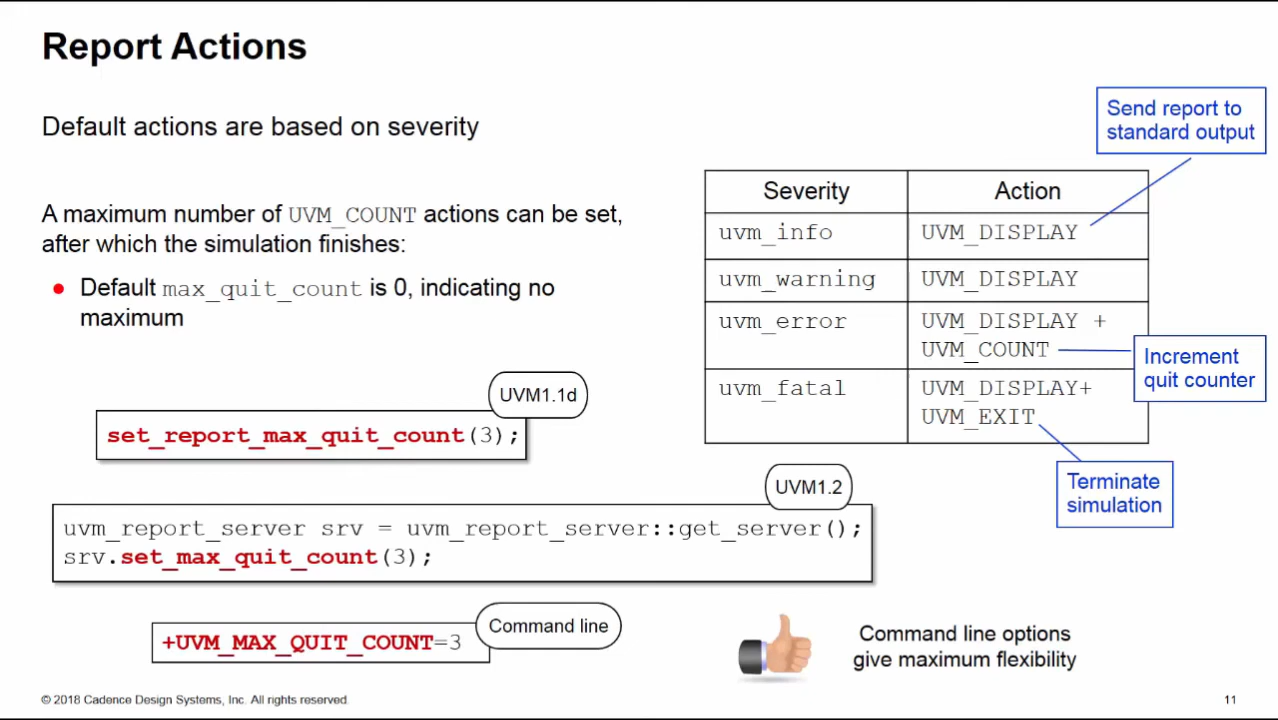 Report Actions
Default actions are based on severity
A maximum number of UVM_COUNT actions can be set,
after which the simulation finishes:
• Default max_quit_count is 0, indicating no
maximum
UVM1.1d
set_report_max_quit_count(3);
UVM1.2
uvm_report_server srv = uvm_report_server::get_server();
srv.set_max_quit_count(3);
Command line
+UVM_MAX_QUIT_COUNT=3
Send report to
standard output
Severity Action
uvm_info UVM_DISPLAY
uvm_warning UVM_DISPLAY
uvm_error UVM_DISPLAY +
UVM_COUNT
Increment
quit counter
uvm_fatal UVM_DISPLAY+
UVM_EXIT
Terminate
simulation
Command line options
give maximum flexibility
© 2018 Cadence Design Systems, Inc. All rights reserved.
11